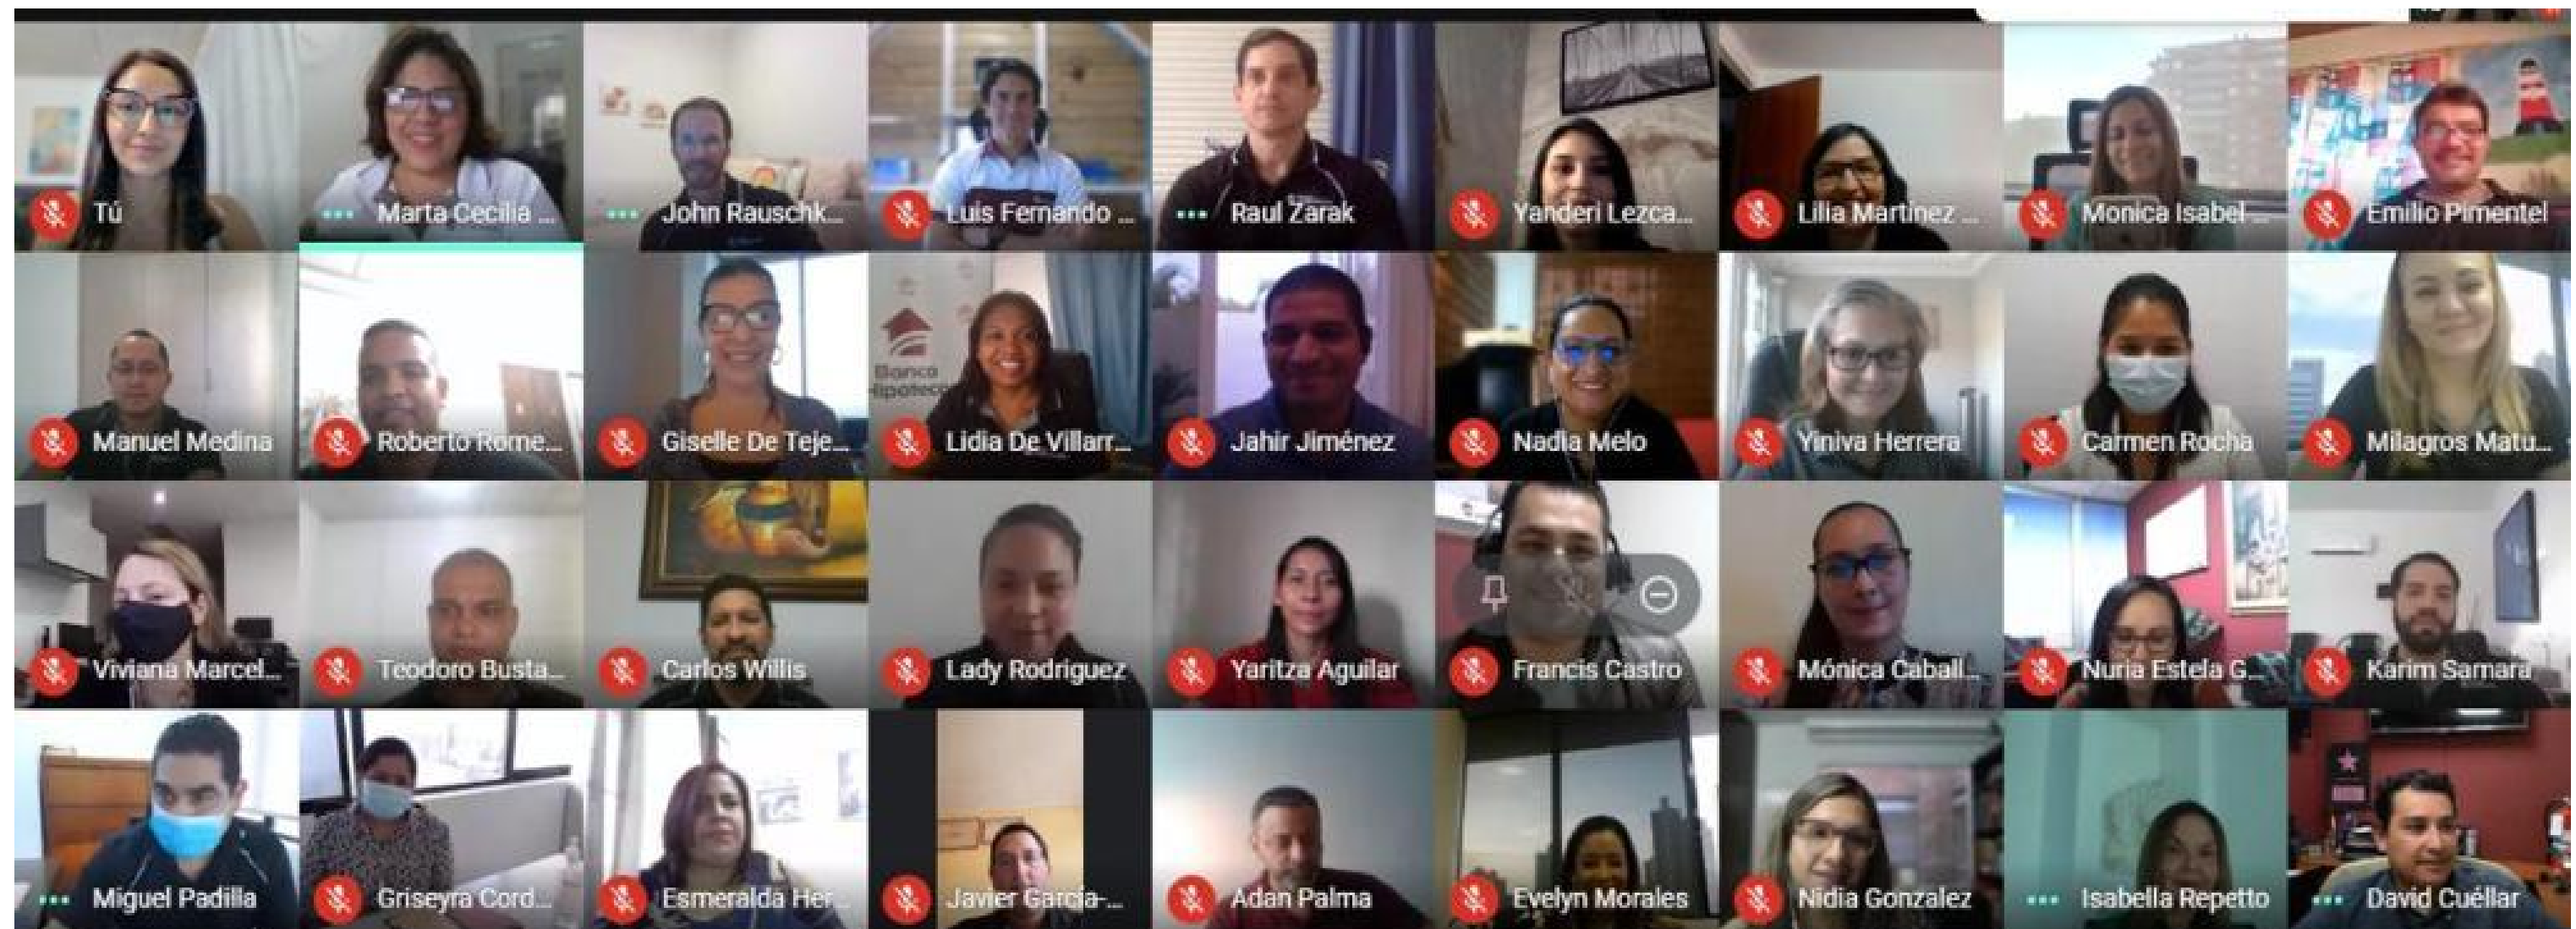 Tú
Marta Cecilia ...
John Rauschk...
Luis Fernando ...
Raul Zarak
Yanderi Lezca...
Lilia Martinez ...
Monica Isabel ...
Emilio Pimentel
Manuel Medina
Roberto Rome...
Giselle De Teje...
Banco
Hipoteca
Lidia De Villarr...
Jahir Jiménez
Nadia Melo
Yiniva Herrera
Carmen Rocha
Milagros Matu...
Viviana Marcel...
Teodoro Busta...
Carlos Willis
Lady Rodriguez
Yaritza Aguilar
Francis Castro
Mónica Caball...
Nuria Estela G...
Karim Samara
Miguel Padilla
Griseyra Cord...
Esmeralda Her...
Javier García-...
Adan Palma
Evelyn Morales
Nidia Gonzalez
Isabella Repetto
David Cuéllar